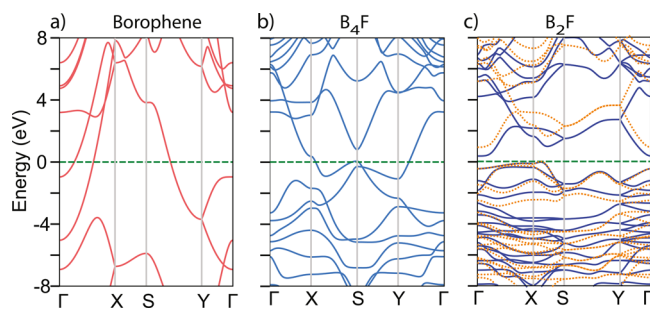 a) Borophene b) B₄F c) B₂F
Energy (eV)
8
4
0
-4
-8
Γ X S Y Γ Γ X S Y Γ Γ X S Y Γ